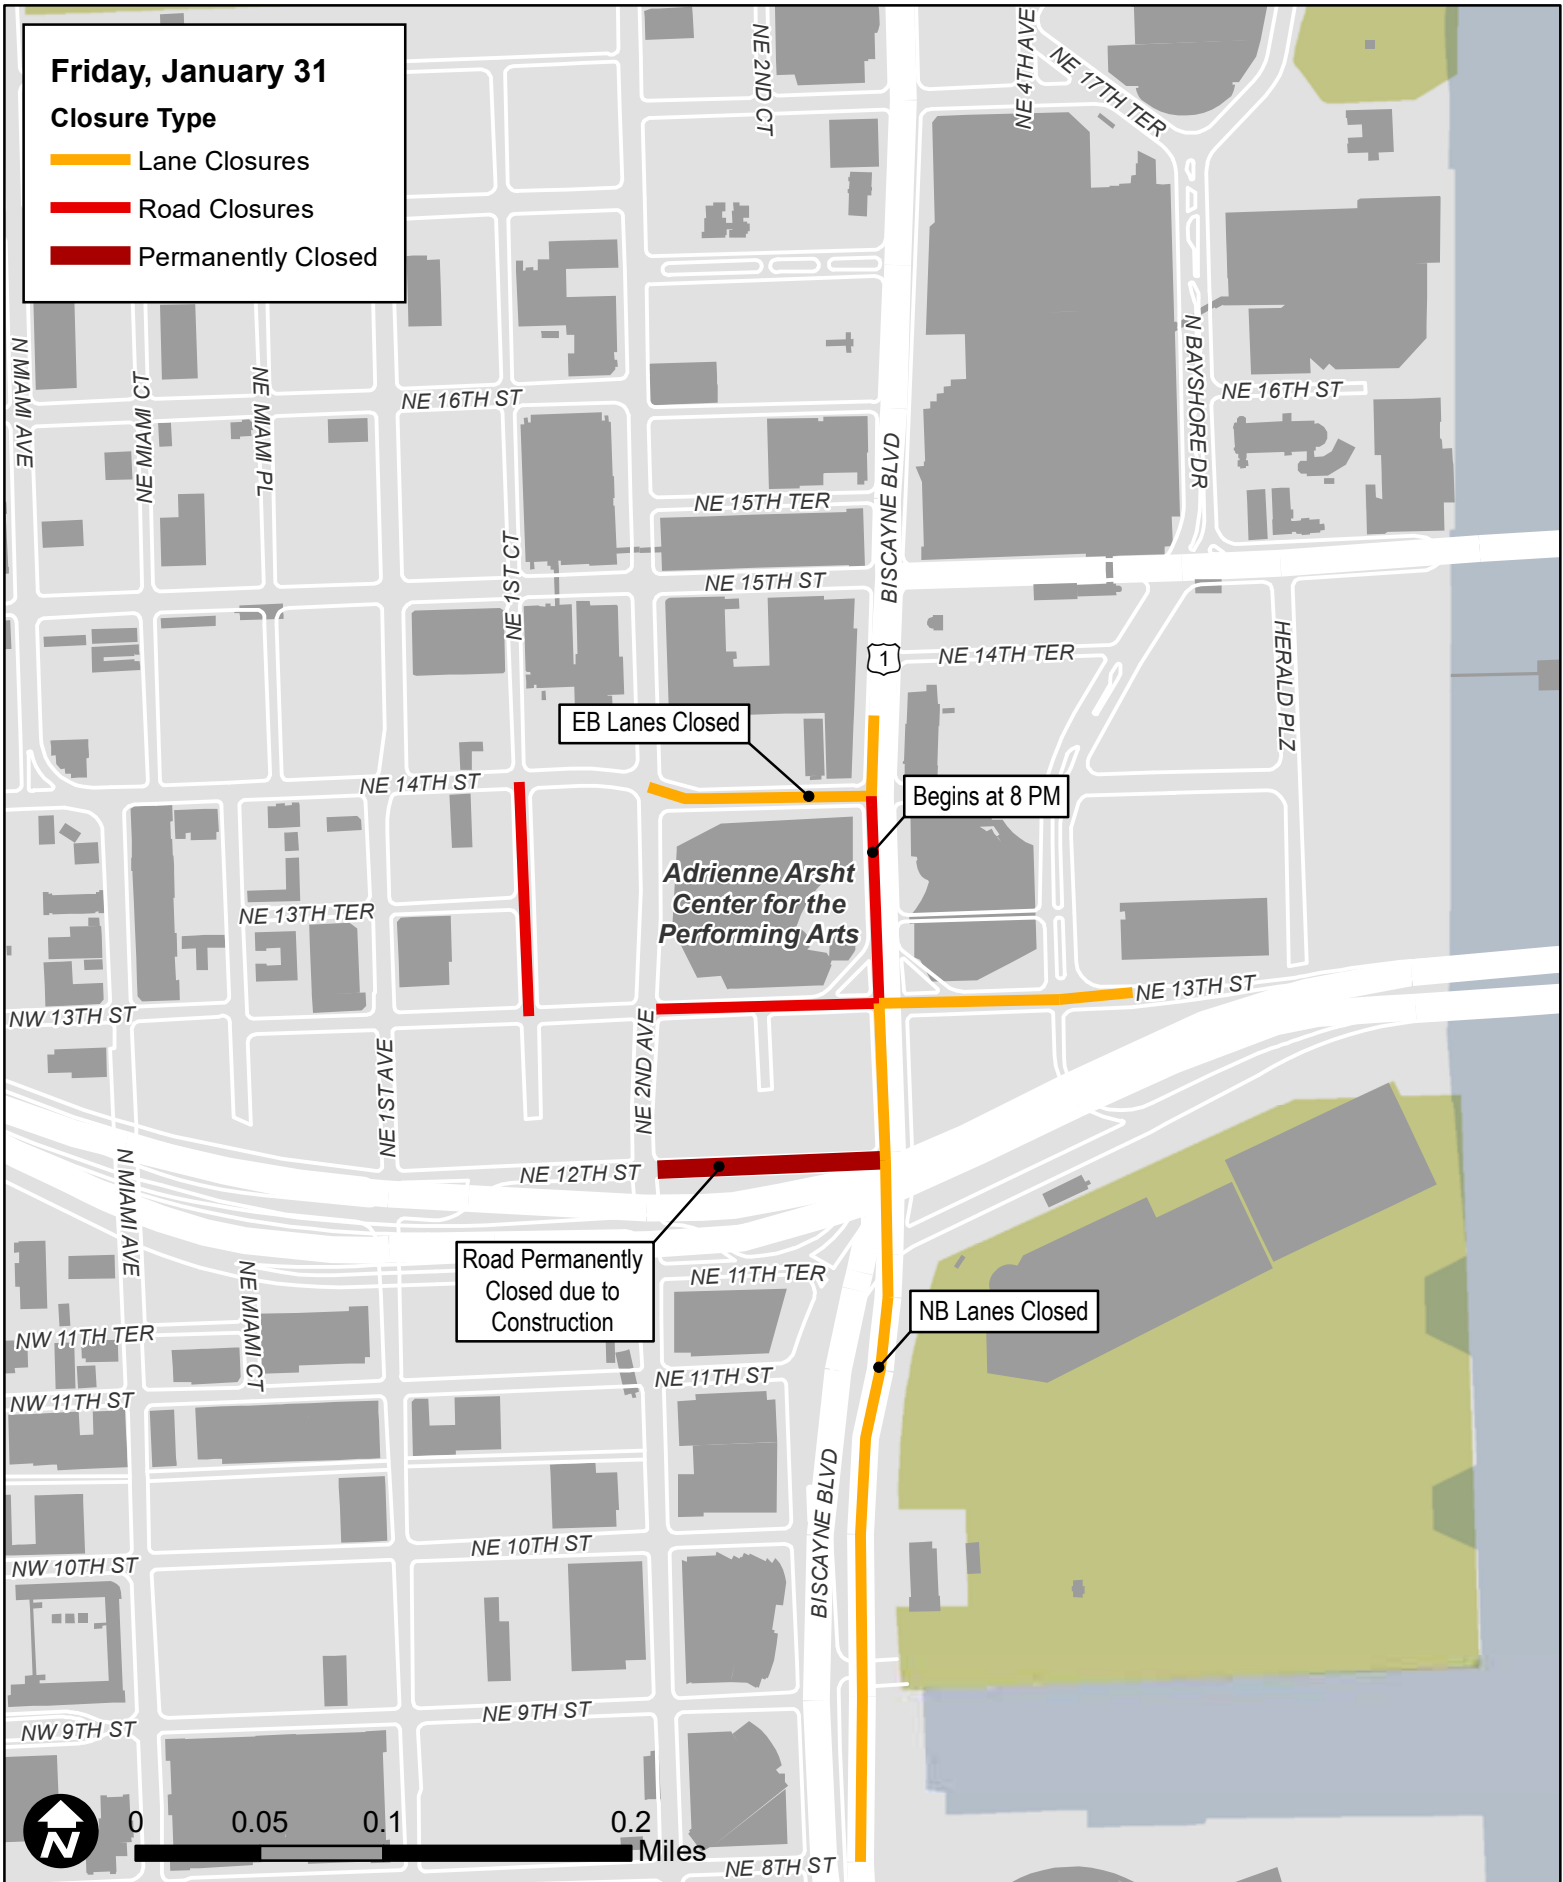 Friday, January 31
Closure Type
Lane Closures
Road Closures
Permanently Closed
NE 2ND CT
NE 4TH AVE
NE 17TH TER
N MIAMI AVE
NE MIAMI CT
NE MIAMI PL
NE 16TH ST
N BAYSHORE DR
NE 16TH ST
BISCAYNE BLVD
NE 15TH TER
NE 1ST CT
NE 15TH ST
1
NE 14TH TER
HERALD PLZ
EB Lanes Closed
NE 14TH ST
Begins at 8 PM
Adrienne Arsht
Center for the
Performing Arts
NE 13TH TER
NE 13TH ST
NW 13TH ST
NE 1ST AVE
NE 2ND AVE
NE 12TH ST
N MIAMI AVE
Road Permanently
Closed due to
Construction
NE 11TH TER
NE MIAMI CT
NB Lanes Closed
NW 11TH TER
NE 11TH ST
NW 11TH ST
BISCAYNE BLVD
NE 10TH ST
NW 10TH ST
NE 9TH ST
NW 9TH ST
N
0 0.05 0.1 0.2
Miles
NE 8TH ST